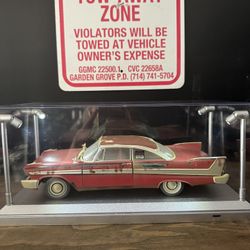 TOW-AWAY
ZONE
VIOLATORS WILL BE
TOWED AT VEHICLE
OWNER'S EXPENSE
GGMC 22500.1 CVC 22658A
GARDEN GROVE P.D. (714) 741-5704